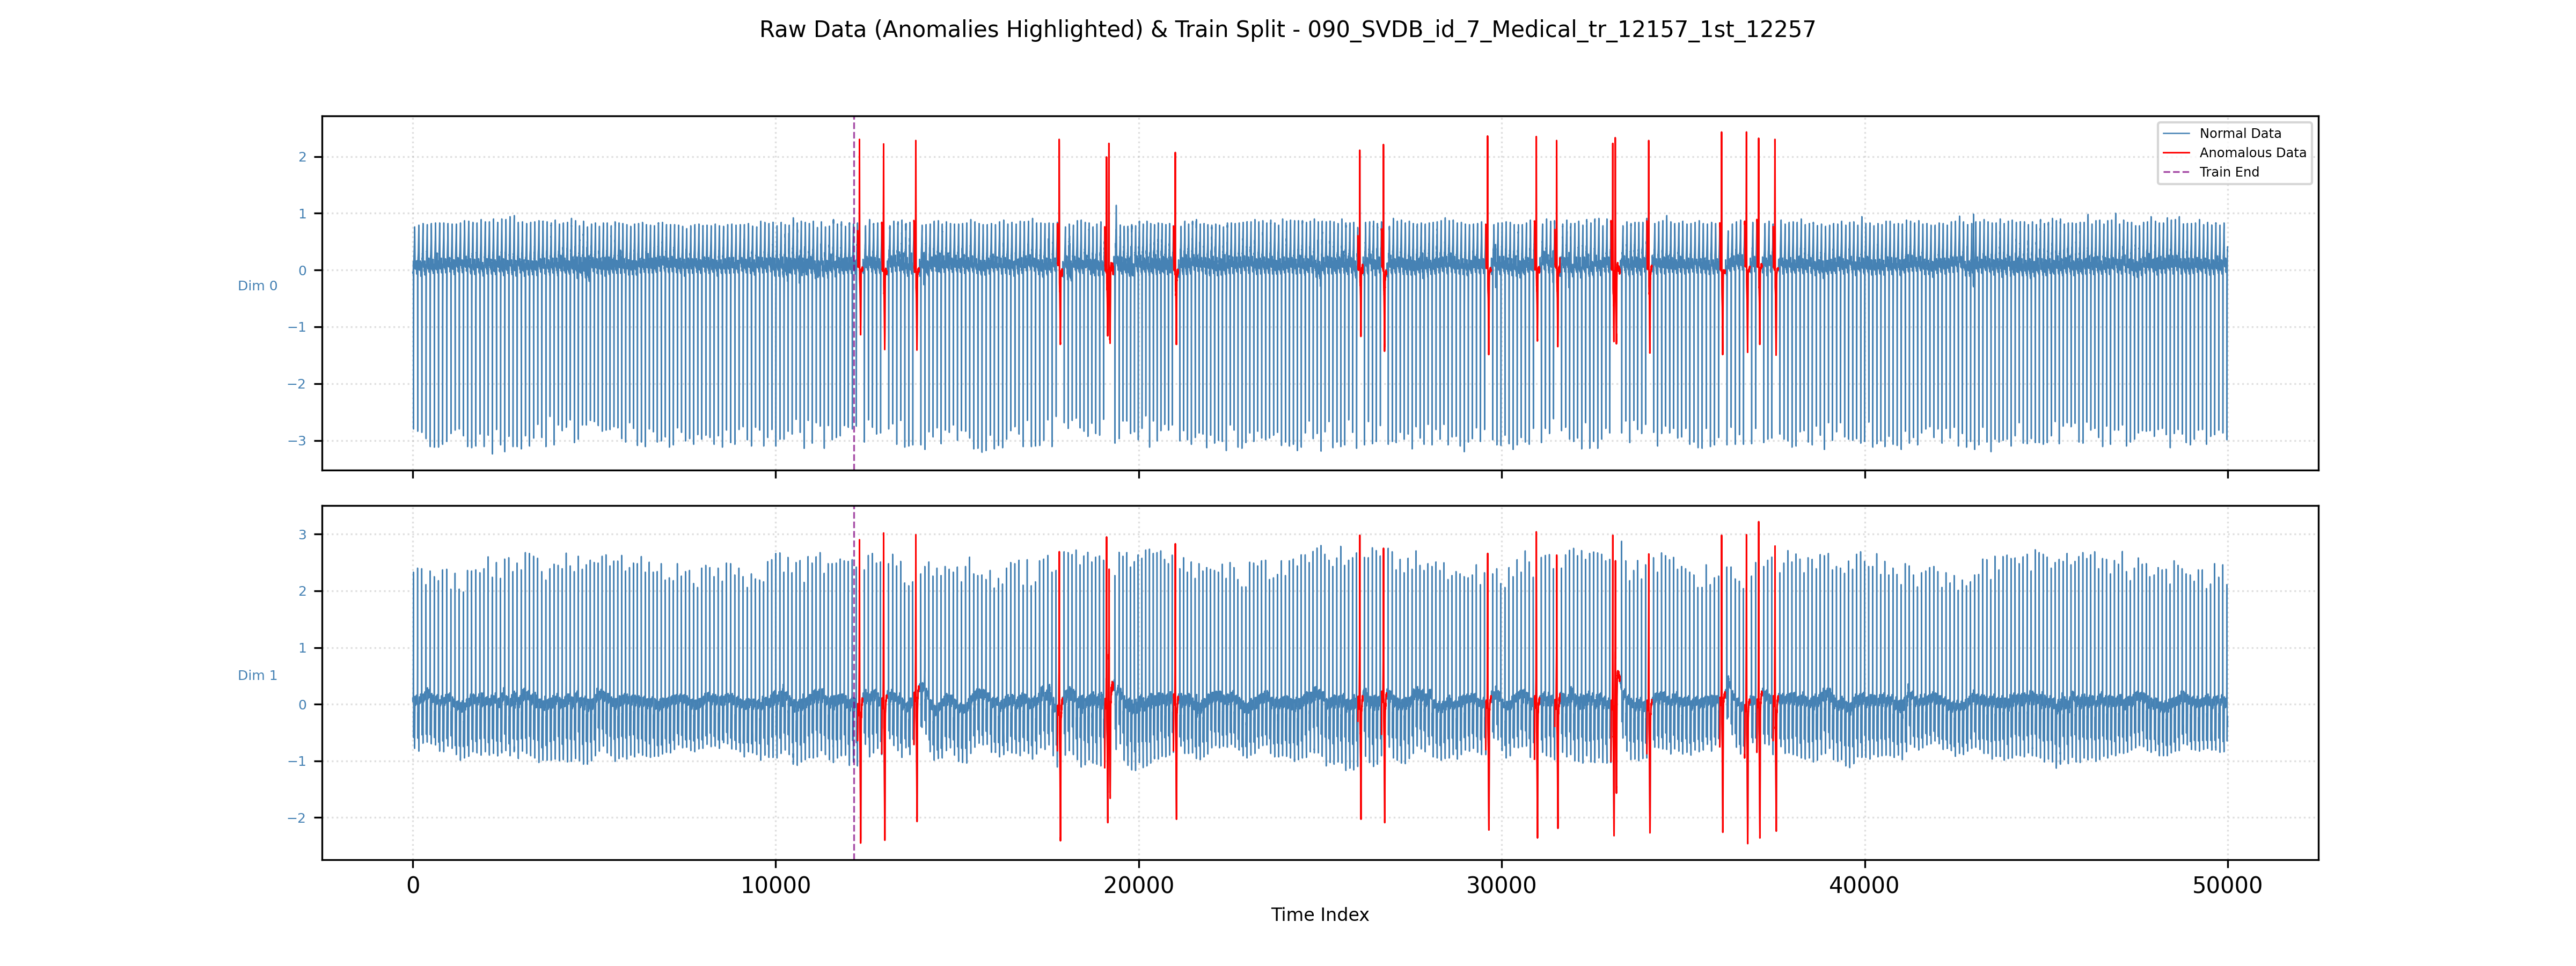 Raw Data (Anomalies Highlighted) & Train Split - 090_SVDB_id_7_Medical_tr_12157_1st_12257
Normal Data
Anomalous Data
Train End
2
1
0
−1
−2
−3
Dim 0
3
2
1
0
−1
−2
Dim 1
0 10000 20000 30000 40000 50000
Time Index